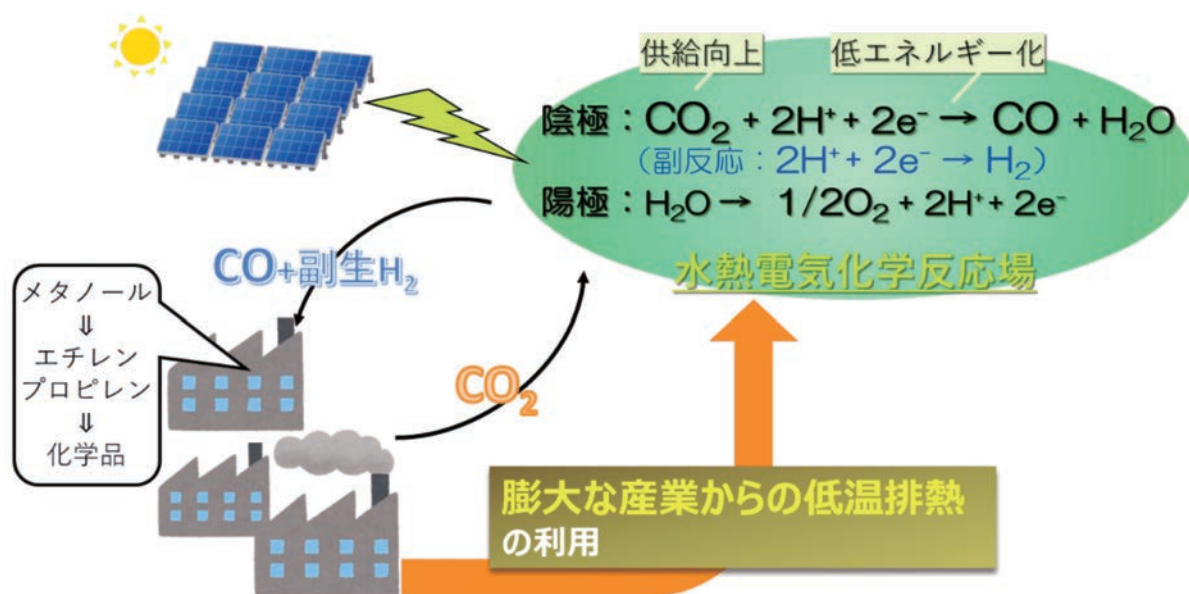 供給向上
低エネルギー化
陰極：CO₂ + 2H⁺ + 2e⁻ → CO + H₂O
（副反応：2H⁺ + 2e⁻ → H₂）
陽極：H₂O → 1/2O₂ + 2H⁺ + 2e⁻
水熱電気化学反応場
CO+副生H₂
メタノール
⇓
エチレン
プロピレン
⇓
化学品
CO₂
膨大な産業からの低温排熱
の利用